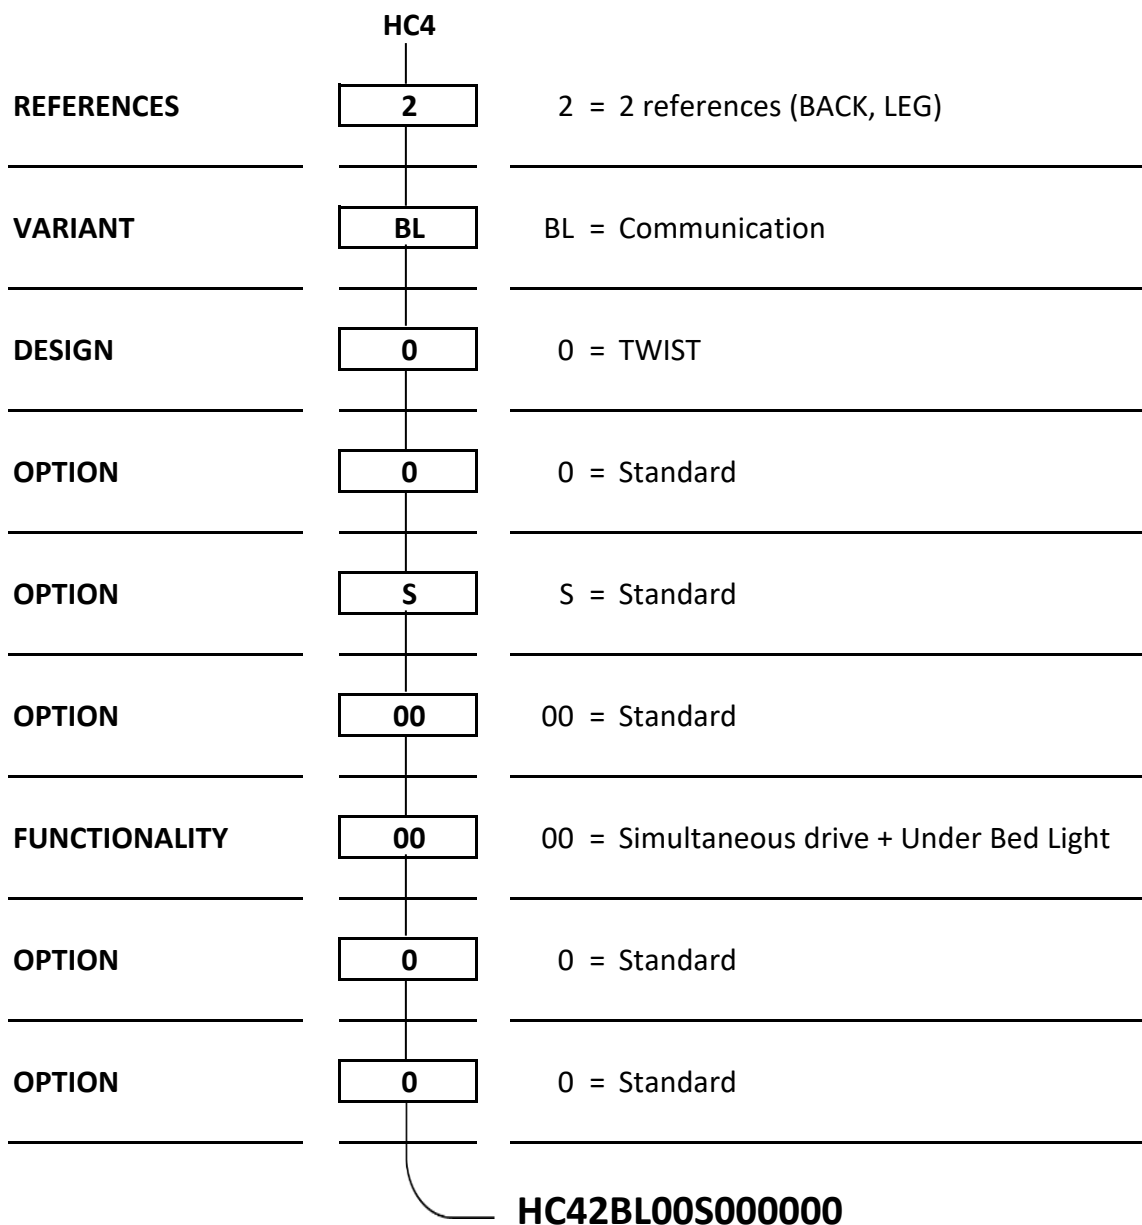 HC4
REFERENCES 2 2 = 2 references (BACK, LEG)
VARIANT BL BL = Communication
DESIGN 0 0 = TWIST
OPTION 0 0 = Standard
OPTION S S = Standard
OPTION 00 00 = Standard
FUNCTIONALITY 00 00 = Simultaneous drive + Under Bed Light
OPTION 0 0 = Standard
OPTION 0 0 = Standard
HC42BL00S000000